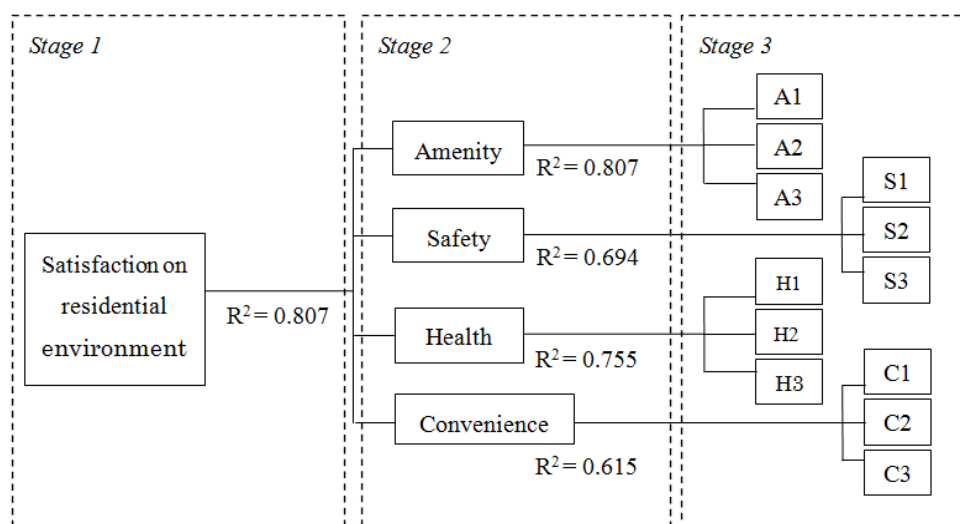 Stage 1
Satisfaction on
residential
environment
R² = 0.807
Stage 2
Amenity
R² = 0.807
Safety
R² = 0.694
Health
R² = 0.755
Convenience
R² = 0.615
Stage 3
A1
A2
A3
S1
S2
S3
H1
H2
H3
C1
C2
C3